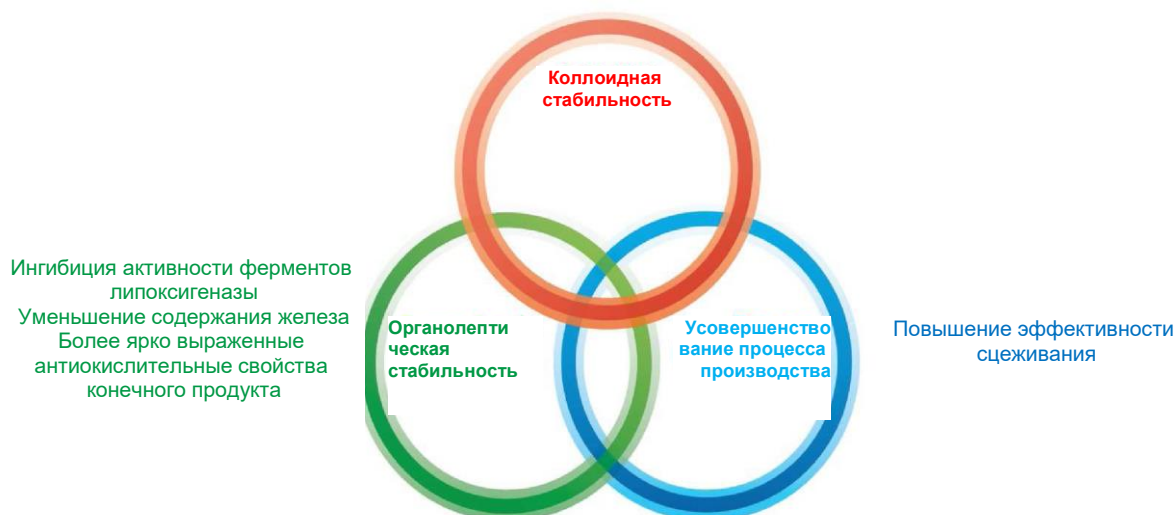 Коллоидная
стабильность
Ингибиция активности ферментов
липоксигеназы
Уменьшение содержания железа
Более ярко выраженные
антиокислительные свойства
конечного продукта
Органолепти
ческая
стабильность
Усовершенство
вание процесса
производства
Повышение эффективности
сцеживания